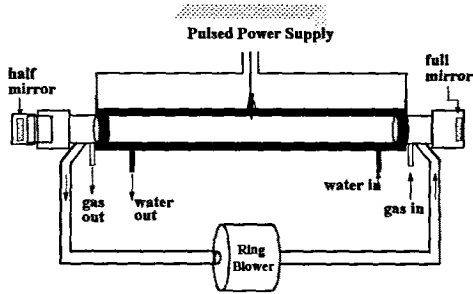 Pulsed Power Supply
half
mirror
full
mirror
gas
out
water
out
water in
gas in
Ring
Blower